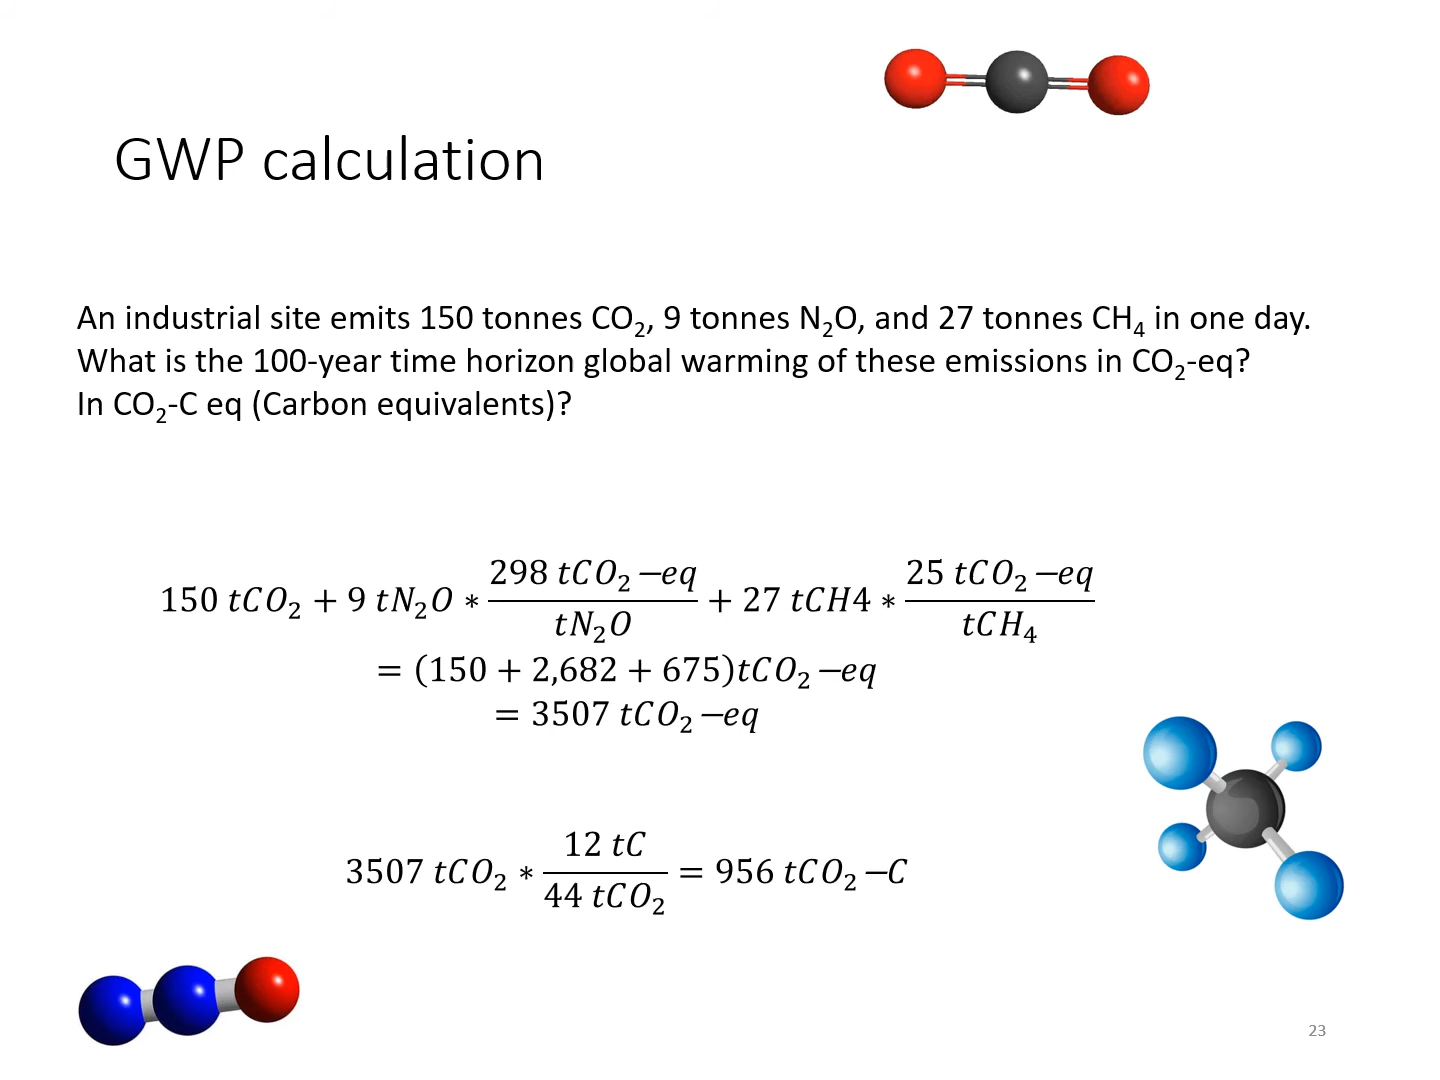 GWP calculation
An industrial site emits 150 tonnes CO₂, 9 tonnes N₂O, and 27 tonnes CH₄ in one day.
What is the 100-year time horizon global warming of these emissions in CO₂-eq?
In CO₂-C eq (Carbon equivalents)?
150 tCO₂ + 9 tN₂O * (298 tCO₂−eq)/(tN₂O) + 27 tCH4 * (25 tCO₂−eq)/(tCH₄)
= (150 + 2,682 + 675)tCO₂−eq
= 3507 tCO₂−eq
3507 tCO₂ * (12 tC)/(44 tCO₂) = 956 tCO₂−C
23